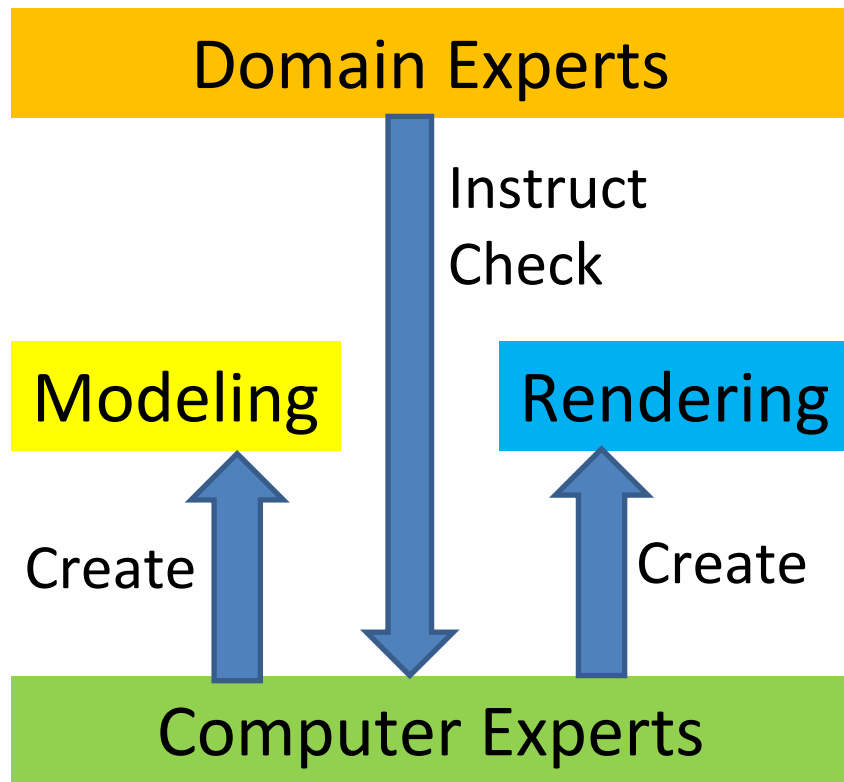 Domain Experts
Instruct
Check
Modeling
Rendering
Create
Create
Computer Experts